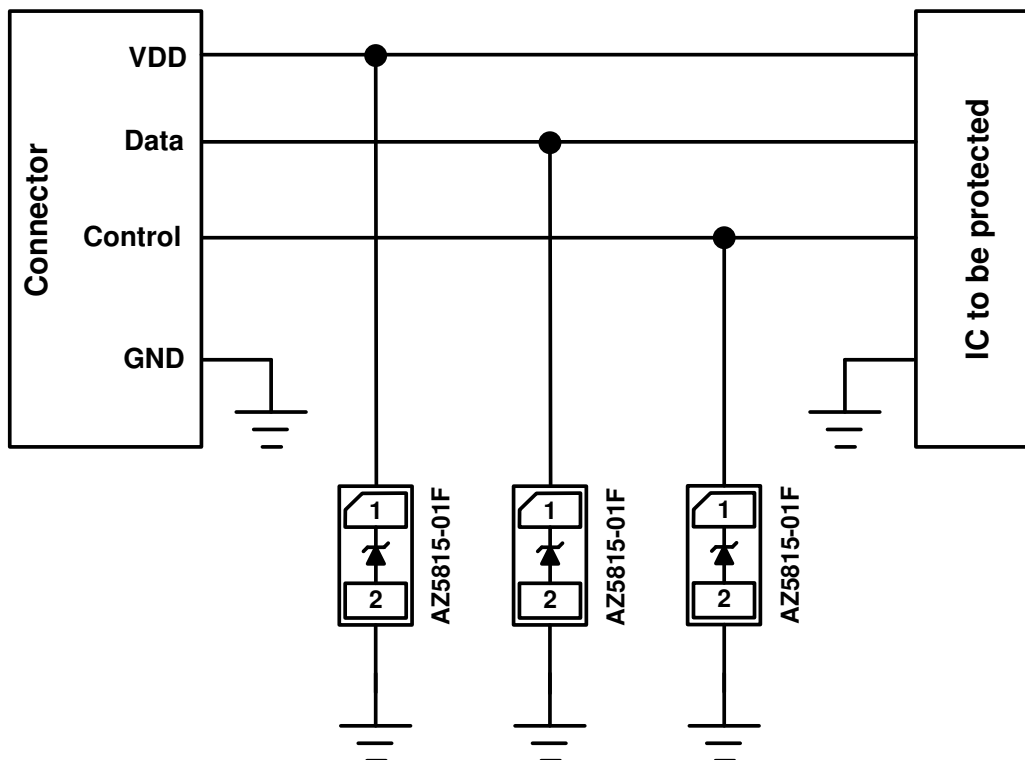 Connector
VDD
Data
Control
GND
IC to be protected
1
2
AZ5815-01F
1
2
AZ5815-01F
1
2
AZ5815-01F